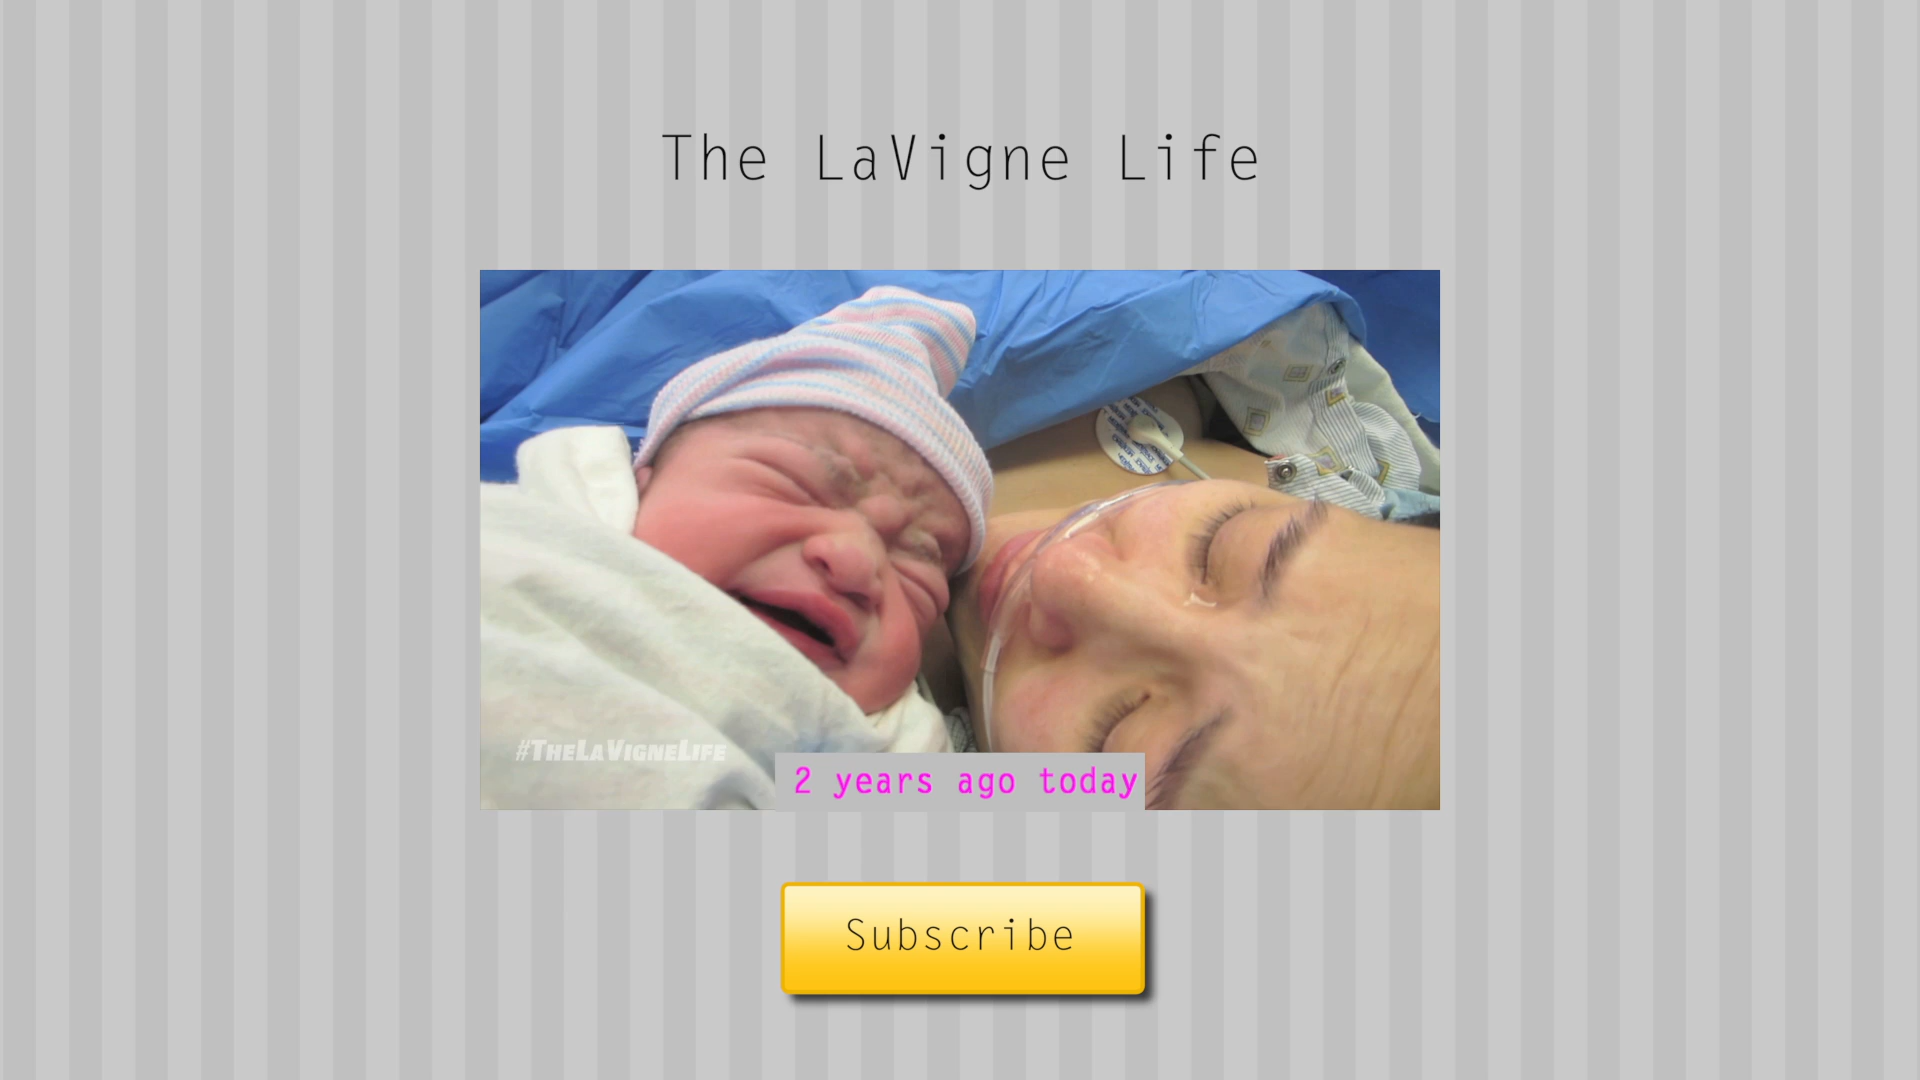 The LaVigne Life
#THELAVIGNELIFE
2 years ago today
Subscribe